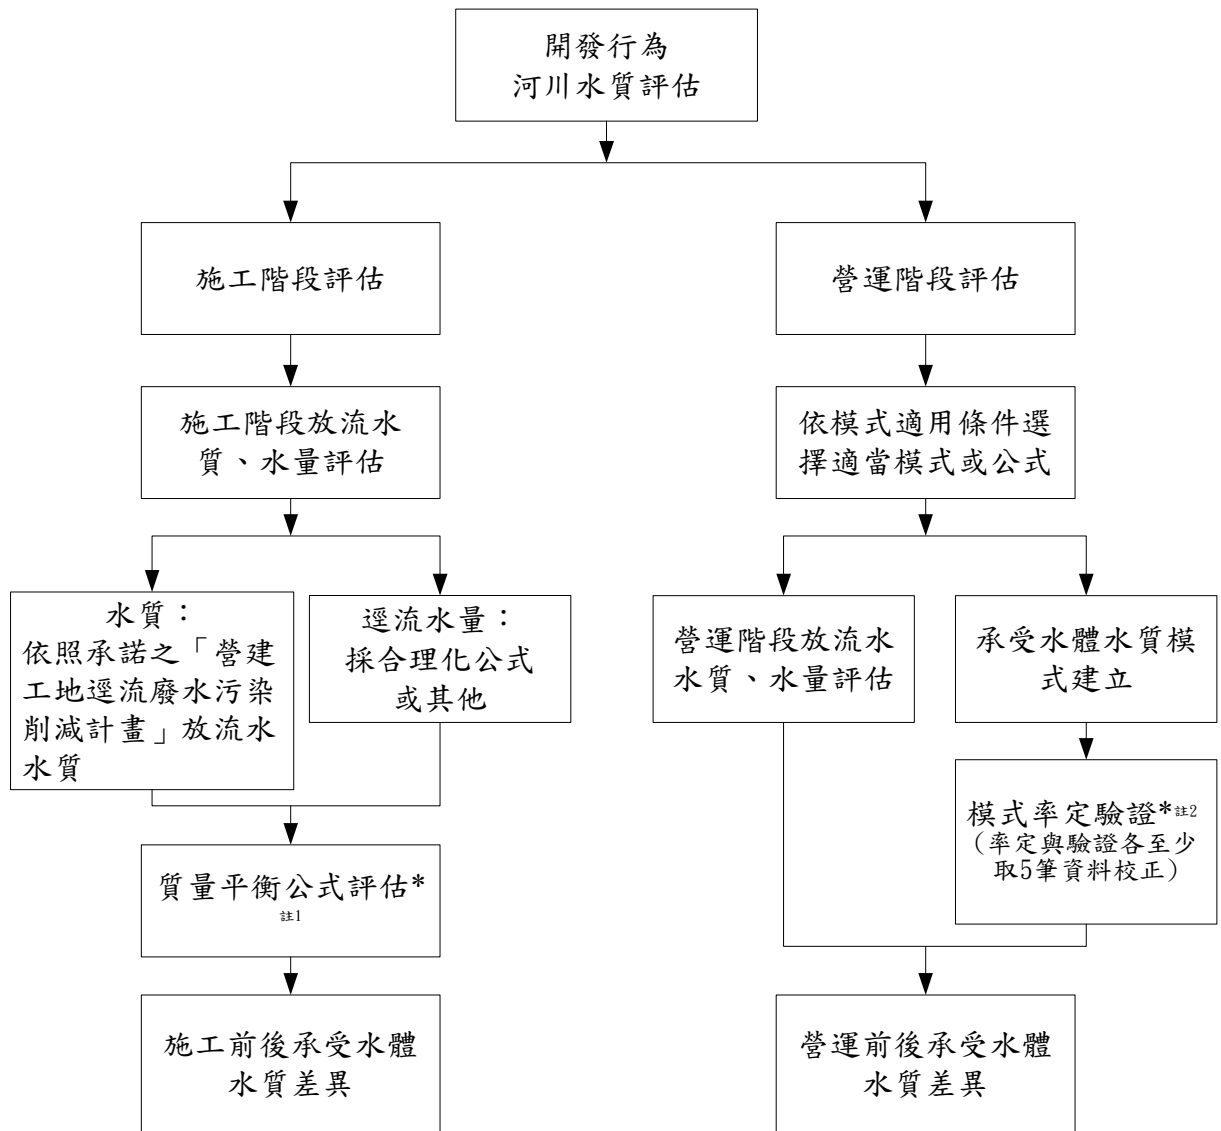 開發行為
河川水質評估
施工階段評估
營運階段評估
施工階段放流水
質、水量評估
依模式適用條件選
擇適當模式或公式
水質：
依照承諾之「營建
工地逕流廢水污染
削減計畫」放流水
水質
逕流水量：
採合理化公式
或其他
營運階段放流水
水質、水量評估
承受水體水質模
式建立
模式率定驗證*註2
（率定與驗證各至少
取5筆資料校正）
質量平衡公式評估*
註1
施工前後承受水體
水質差異
營運前後承受水體
水質差異